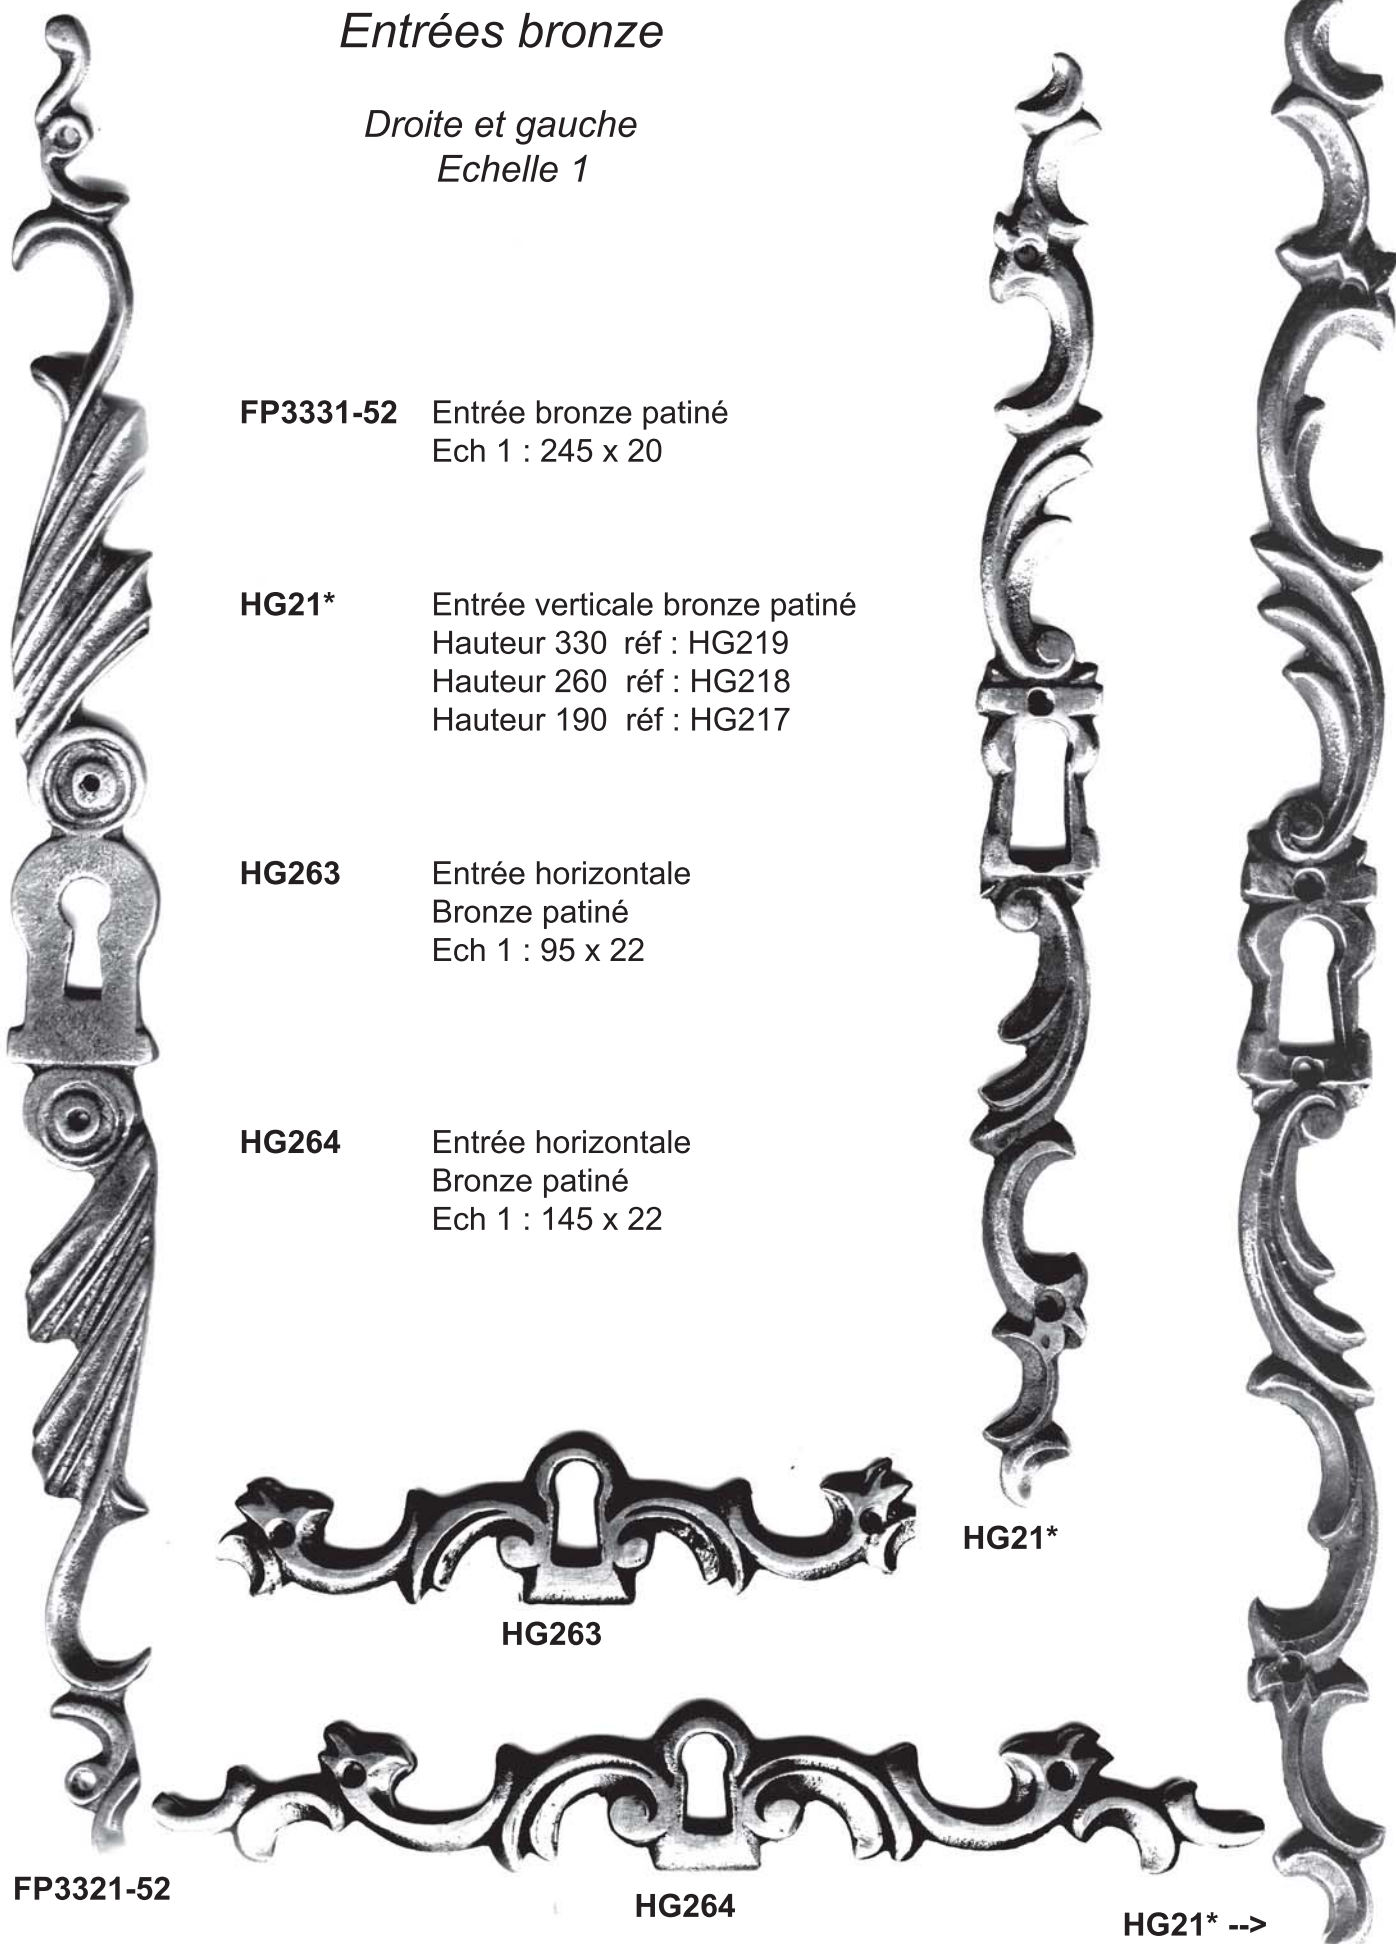 Entrées bronze
Droite et gauche
Echelle 1
FP3331-52 Entrée bronze patiné
Ech 1 : 245 x 20
HG21* Entrée verticale bronze patiné
Hauteur 330 réf : HG219
Hauteur 260 réf : HG218
Hauteur 190 réf : HG217
HG263 Entrée horizontale
Bronze patiné
Ech 1 : 95 x 22
HG264 Entrée horizontale
Bronze patiné
Ech 1 : 145 x 22
HG21*
HG263
FP3321-52
HG264
HG21* -->